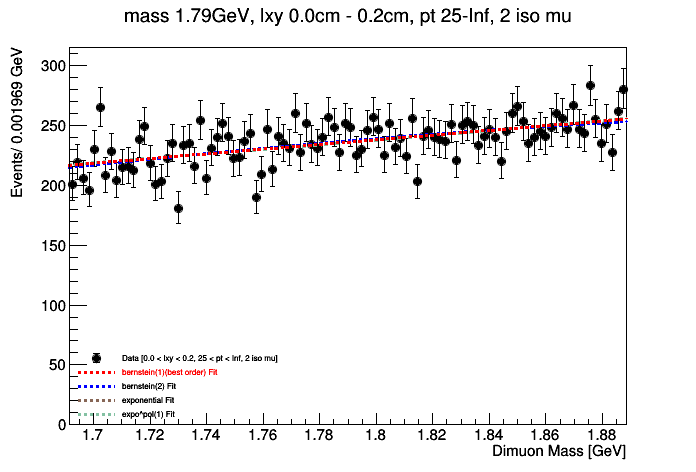 mass 1.79GeV, lxy 0.0cm - 0.2cm, pt 25-Inf, 2 iso mu
Events/ 0.001969 GeV
300
250
200
150
100
50
0
Data [0.0 < lxy < 0.2, 25 < pt < Inf, 2 iso mu]
bernstein(1)(best order) Fit
bernstein(2) Fit
exponential Fit
expo*pol(1) Fit
1.7 1.72 1.74 1.76 1.78 1.8 1.82 1.84 1.86 1.88
Dimuon Mass [GeV]